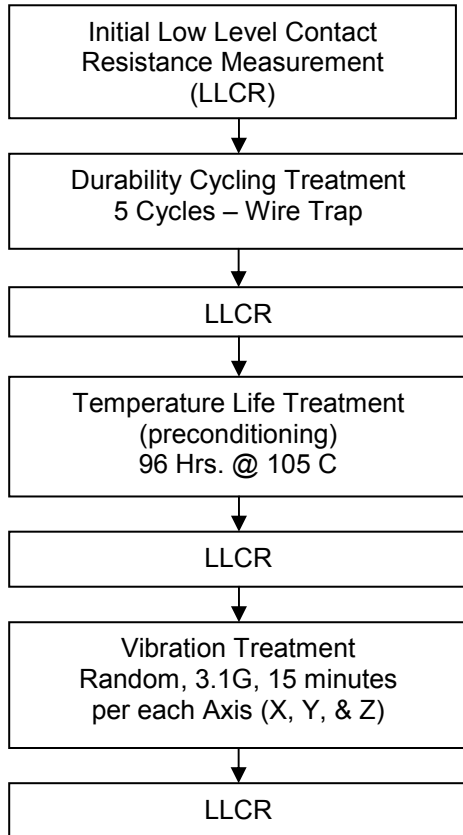 Initial Low Level Contact
Resistance Measurement
(LLCR)
Durability Cycling Treatment
5 Cycles – Wire Trap
LLCR
Temperature Life Treatment
(preconditioning)
96 Hrs. @ 105 C
LLCR
Vibration Treatment
Random, 3.1G, 15 minutes
per each Axis (X, Y, & Z)
LLCR